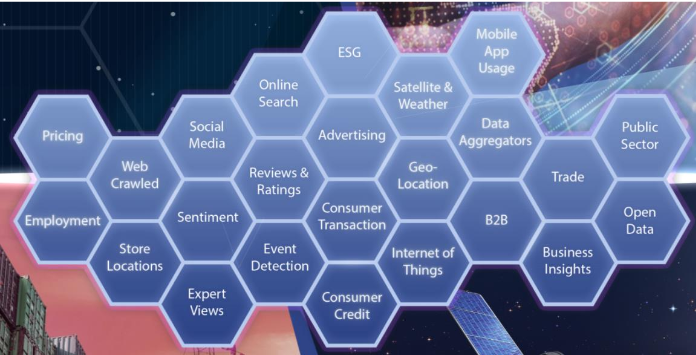 ESG
Mobile
App
Usage
Online
Search
Satellite &
Weather
Pricing
Social
Media
Advertising
Data
Aggregators
Public
Sector
Web
Crawled
Reviews &
Ratings
Geo-
Location
Trade
Employment
Sentiment
Consumer
Transaction
B2B
Open
Data
Store
Locations
Event
Detection
Internet of
Things
Business
Insights
Expert
Views
Consumer
Credit